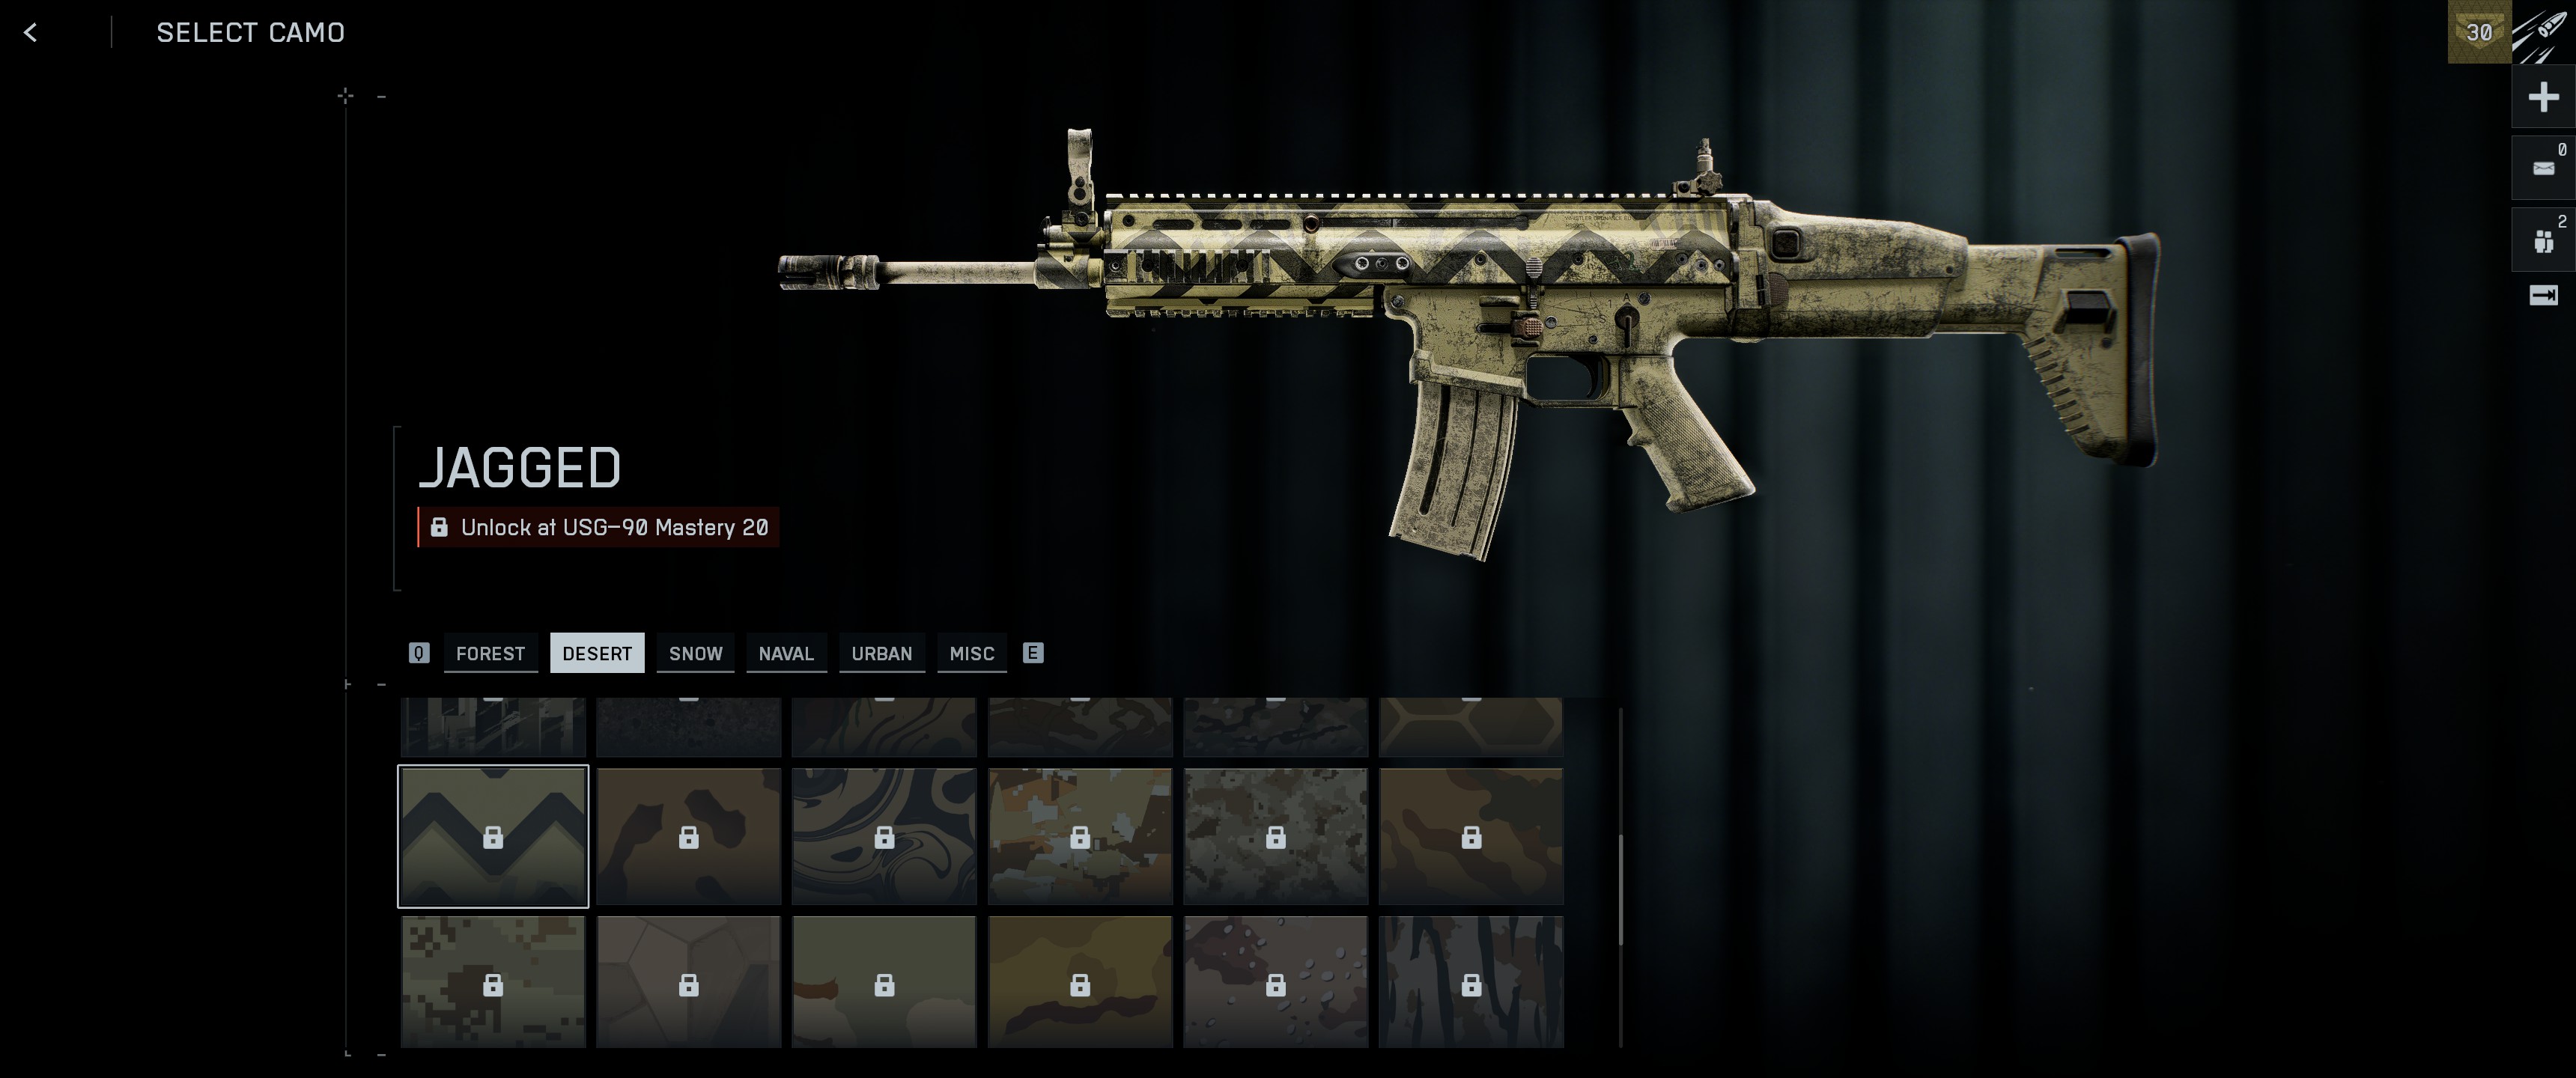 SELECT CAMO
30
0
2
A
JAGGED
Unlock at USG-90 Mastery 20
Q FOREST DESERT SNOW NAVAL URBAN MISC E